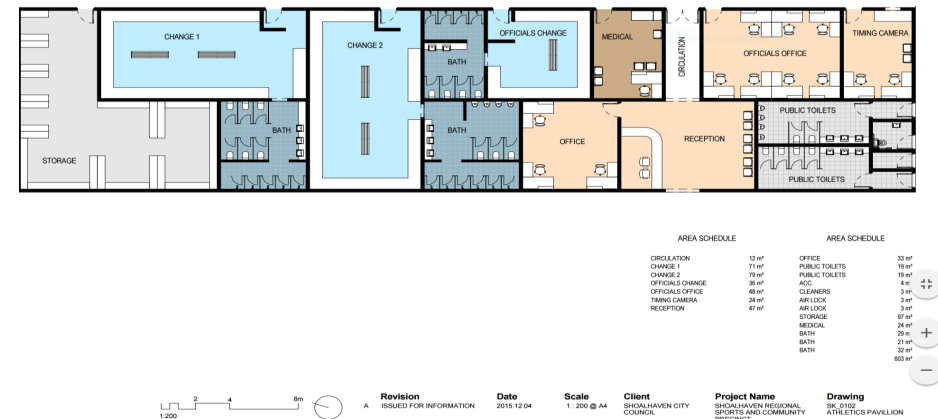 CHANGE 1
CHANGE 2
OFFICIALS CHANGE
MEDICAL
CIRCULATION
OFFICIALS OFFICE
TIMING CAMERA
BATH
BATH
BATH
STORAGE
OFFICE
RECEPTION
PUBLIC TOILETS
PUBLIC TOILETS
AREA SCHEDULE
CIRCULATION 12 m²
CHANGE 1 71 m²
CHANGE 2 79 m²
OFFICIALS CHANGE 36 m²
OFFICIALS OFFICE 48 m²
TIMING CAMERA 24 m²
RECEPTION 47 m²
AREA SCHEDULE
OFFICE 33 m²
PUBLIC TOILETS 19 m²
PUBLIC TOILETS 19 m²
ACC. 4 m
CLEANERS 3 m
AIR LOCK 3 m
AIR LOCK 3 m²
STORAGE 97 m²
MEDICAL 24 m²
BATH 29 m
BATH 21 m²
BATH 32 m²
603 m²
2 4 8m
1:200
Revision
A ISSUED FOR INFORMATION
Date
2015.12.04
Scale
1 : 200 @ A4
Client
SHOALHAVEN CITY
COUNCIL
Project Name
SHOALHAVEN REGIONAL
SPORTS AND COMMUNITY
PRECINCT
Drawing
SK_0102
ATHLETICS PAVILLION